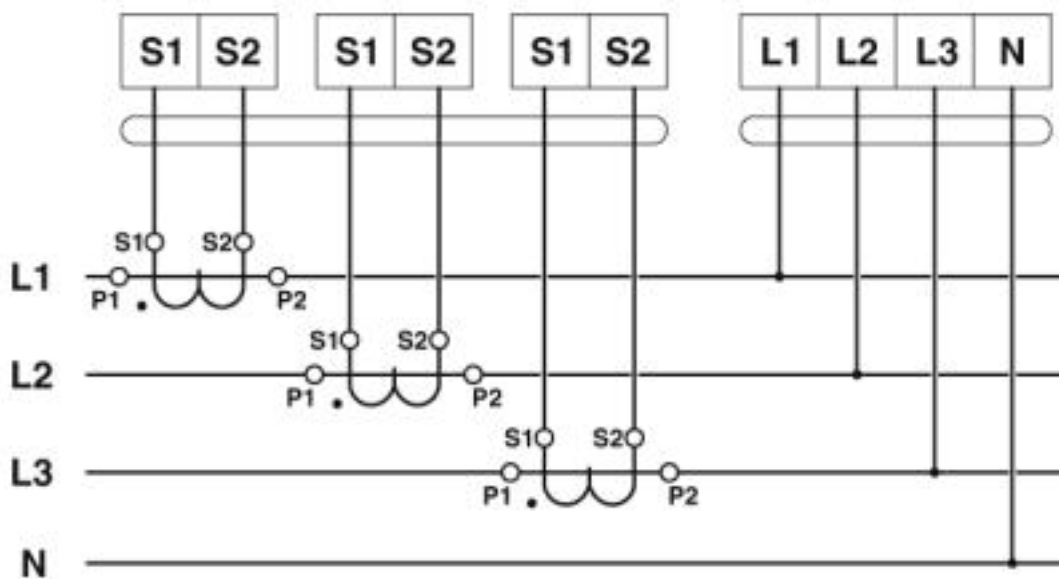 S1 S2 S1 S2 S1 S2 L1 L2 L3 N
S1 S2
L1
P1 P2
S1 S2
L2
P1 P2
S1 S2
L3
P1 P2
N